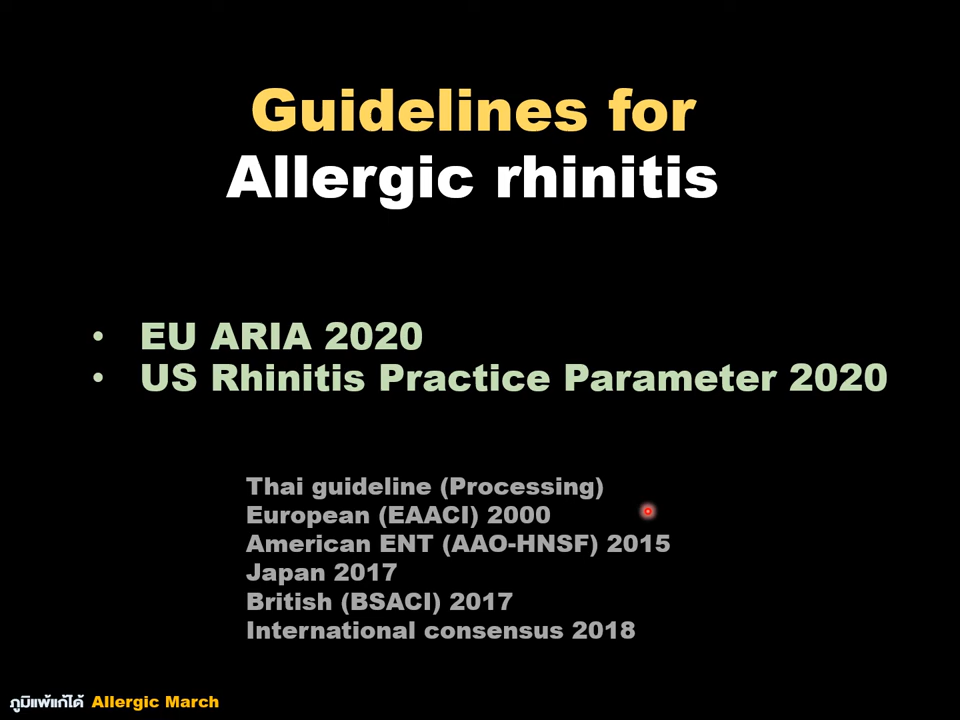 Guidelines for
Allergic rhinitis
• EU ARIA 2020
• US Rhinitis Practice Parameter 2020
Thai guideline (Processing)
European (EAACI) 2000
American ENT (AAO-HNSF) 2015
Japan 2017
British (BSACI) 2017
International consensus 2018
ภูมิแพ้แก้ได้ Allergic March